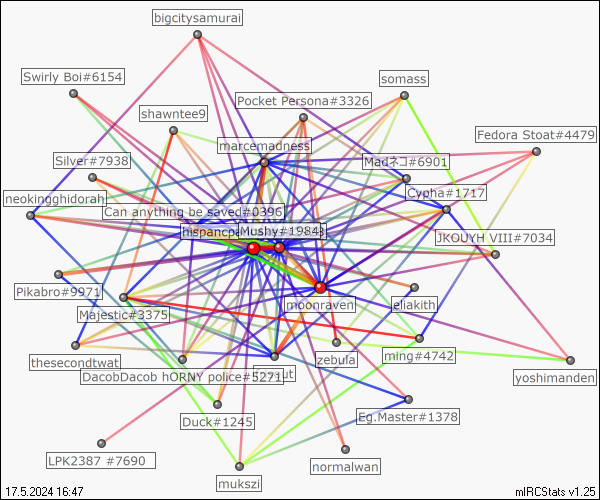 bigcitysamurai
Swirly Boi#6154
somass
Pocket Persona#3326
shawntee9
Fedora Stoat#4479
marcemadness
Silver#7938
Madネコ#6901
neokingghidorah
Cypha#1717
Can anything be saved#0396
hispancpa
Mushy#1984
JKOUYH VIII#7034
Pikabro#9971
moonraven
jeliakith
Majestic#3375
thesecondtwat
zebula
ming#4742
DacobDacob hORNY police#5271
yoshimanden
Duck#1245
Eg.Master#1378
LPK2387 #7690
normalwan
mukszi
17.5.2024 16:47
mIRCStats v1.25